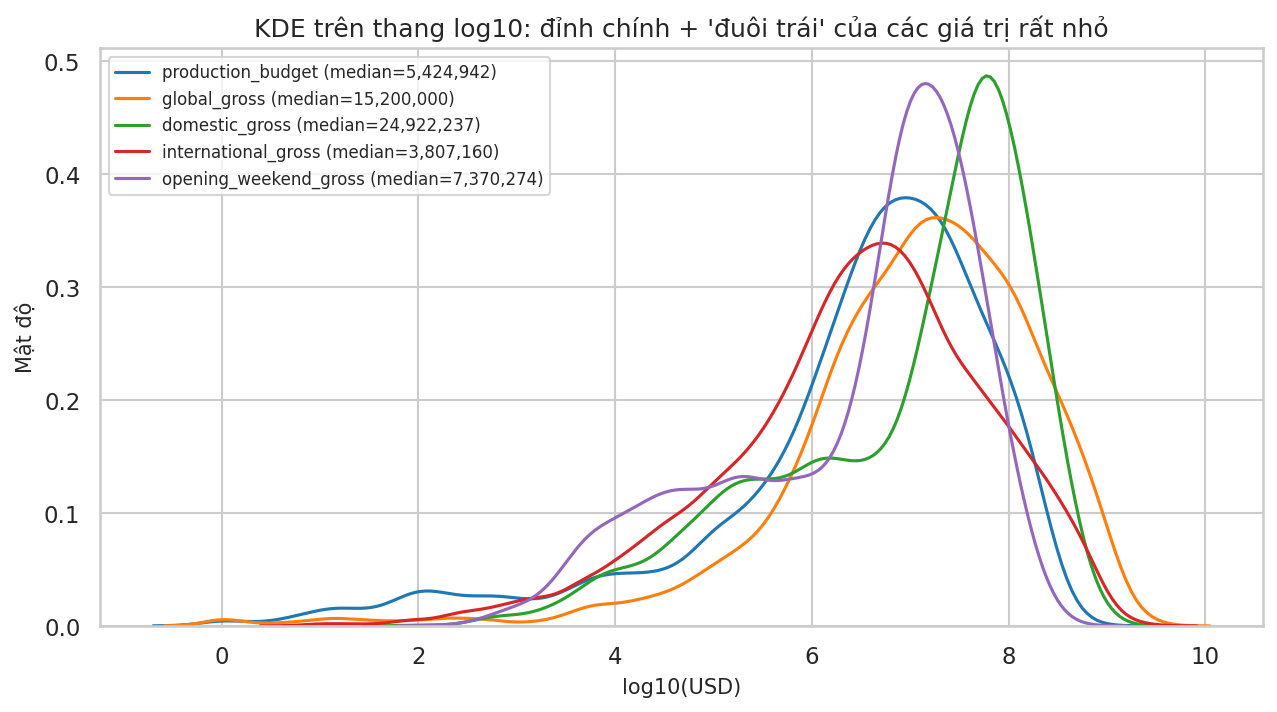 KDE trên thang log10: đỉnh chính + 'đuôi trái' của các giá trị rất nhỏ
production_budget (median=5,424,942)
global_gross (median=15,200,000)
domestic_gross (median=24,922,237)
international_gross (median=3,807,160)
opening_weekend_gross (median=7,370,274)
Mật độ
0.5
0.4
0.3
0.2
0.1
0.0
0 2 4 6 8 10
log10(USD)